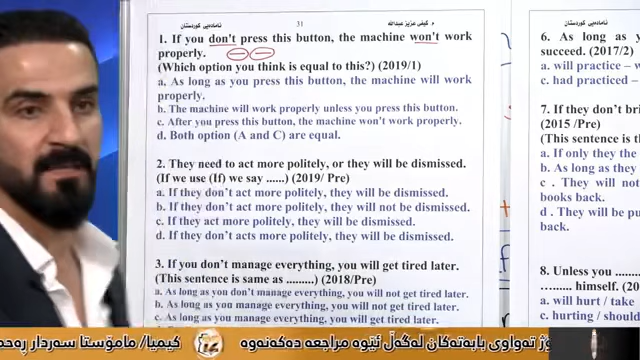 ئامادەیی کوردستان
31
م. کیفی عزیز عبداللە
1. If you don't press this button, the machine won't work
properly.
(Which option you think is equal to this?) (2019/1)
a. As long as you press this button, the machine will work
properly.
b. The machine will work properly unless you press this button.
c. After you press this button, the machine won't work properly.
d. Both option (A and C) are equal.
2. They need to act more politely, or they will be dismissed.
(If we use (If) we say ......) (2019/ Pre)
a. If they don't act more politely, they will be dismissed.
b. If they don't act more politely, they will not be dismissed.
c. If they act more politely, they will be dismissed.
d. If they don't acts more politely, they will be dismissed.
3. If you don't manage everything, you will get tired later.
(This sentence is same as .........) (2018/Pre)
a. As long as you don't manage everything, you will not get tired later.
b. As long as you manage everything, you will not get tired later.
c. As long as you manage everything, you will get tired later.
ئامادەیی کوردستان
6. As long as y
succeed. (2017/2)
a. will practice – w
c. had practiced –
7. If they don't bri
(2015 /Pre)
(This sentence is th
a. If only they the
b. As long as they
c . They will not
books back.
d . They will be pu
back.
8. Unless you ......
...... himself. (20
a. will hurt / take
c. hurting / should
وژ تەواوی بابەتەکان لەگەڵ ئێوە مراجعە دەکەنەوە
کیمیا/ مامۆستا سەردار ڕەحم